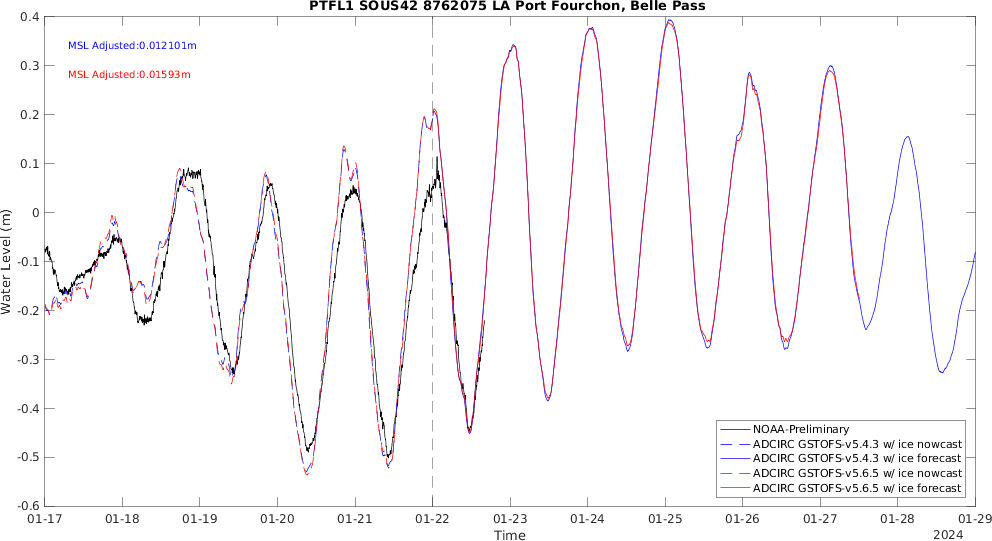 PTFL1 SOUS42 8762075 LA Port Fourchon, Belle Pass
MSL Adjusted:0.012101m
MSL Adjusted:0.01593m
0.4
0.3
0.2
0.1
0
-0.1
-0.2
-0.3
-0.4
-0.5
-0.6
Water Level (m)
NOAA-Preliminary
ADCIRC GSTOFS-v5.4.3 w/ ice nowcast
ADCIRC GSTOFS-v5.4.3 w/ ice forecast
ADCIRC GSTOFS-v5.6.5 w/ ice nowcast
ADCIRC GSTOFS-v5.6.5 w/ ice forecast
01-17 01-18 01-19 01-20 01-21 01-22 01-23 01-24 01-25 01-26 01-27 01-28 01-29
Time
2024